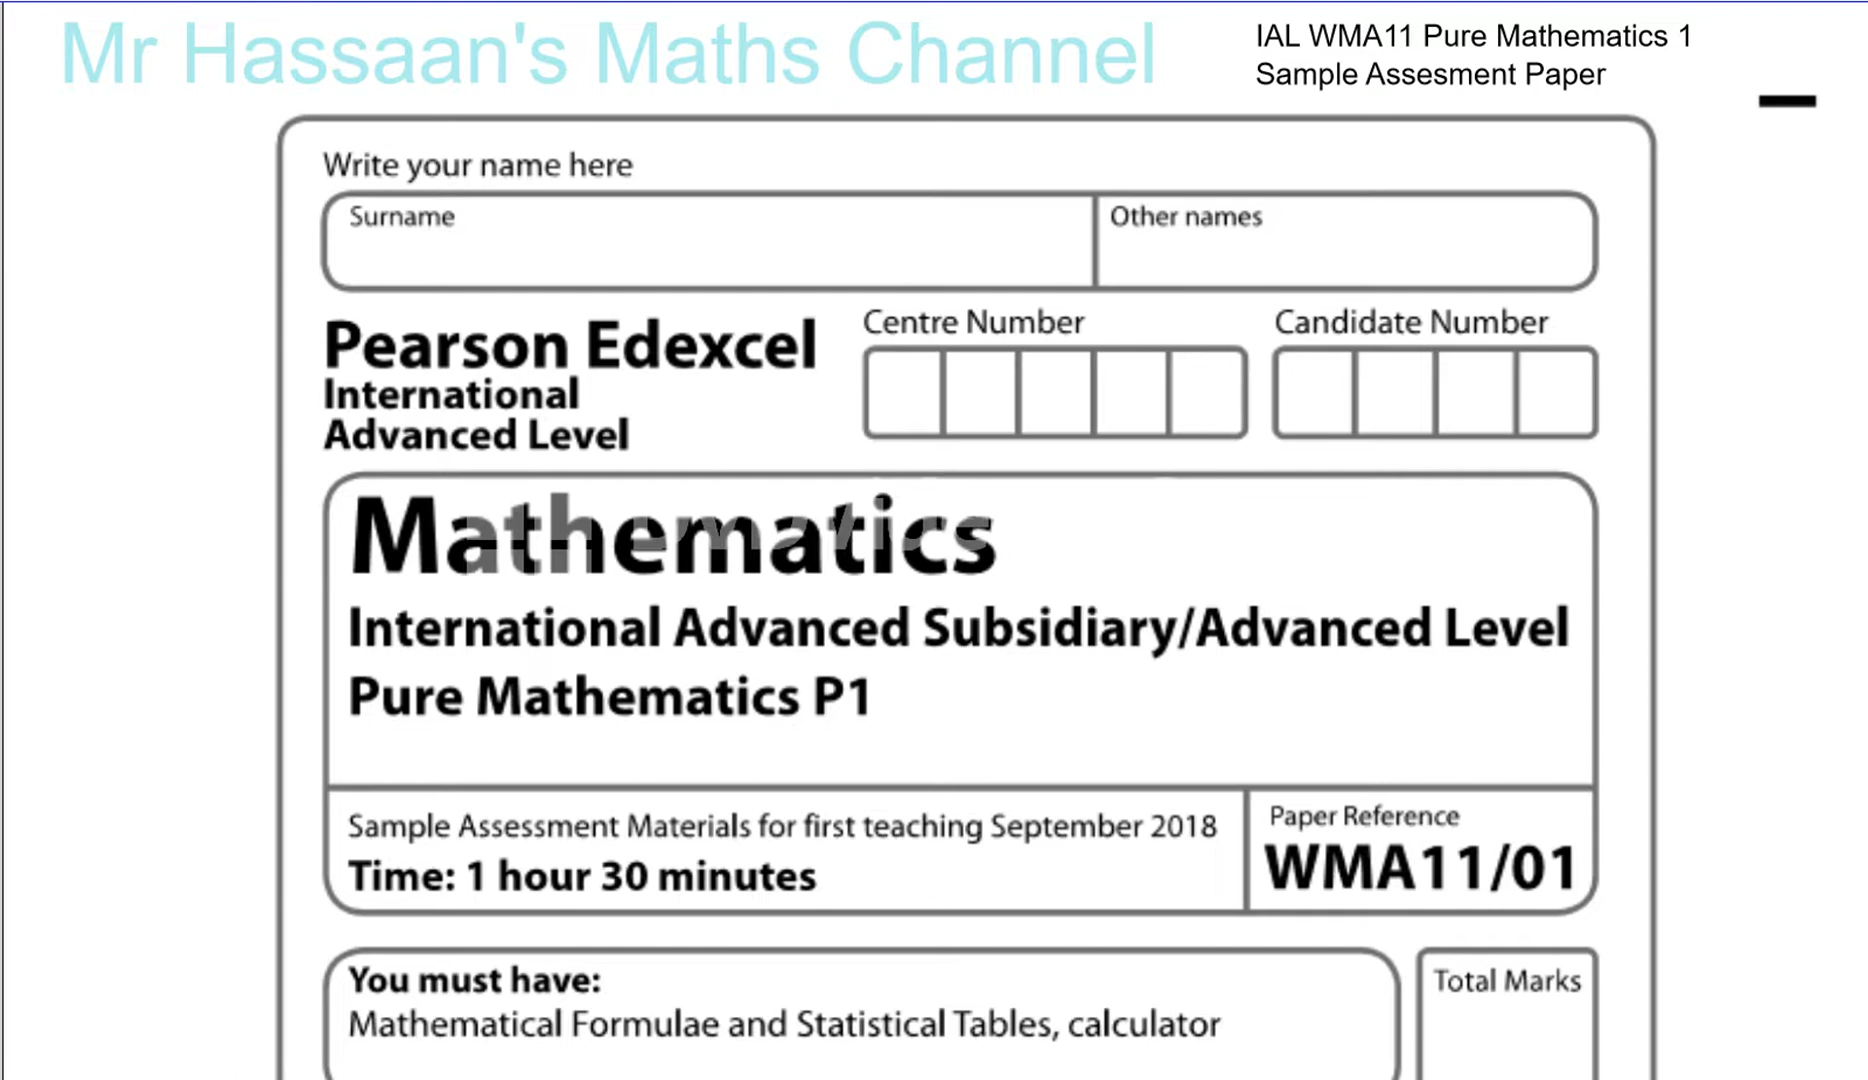 Mr Hassaan's Maths Channel
IAL WMA11 Pure Mathematics 1
Sample Assesment Paper
Write your name here
Surname
Other names
Pearson Edexcel
International
Advanced Level
Centre Number
Candidate Number
Mathematics
International Advanced Subsidiary/Advanced Level
Pure Mathematics P1
Sample Assessment Materials for first teaching September 2018
Time: 1 hour 30 minutes
Paper Reference
WMA11/01
You must have:
Mathematical Formulae and Statistical Tables, calculator
Total Marks